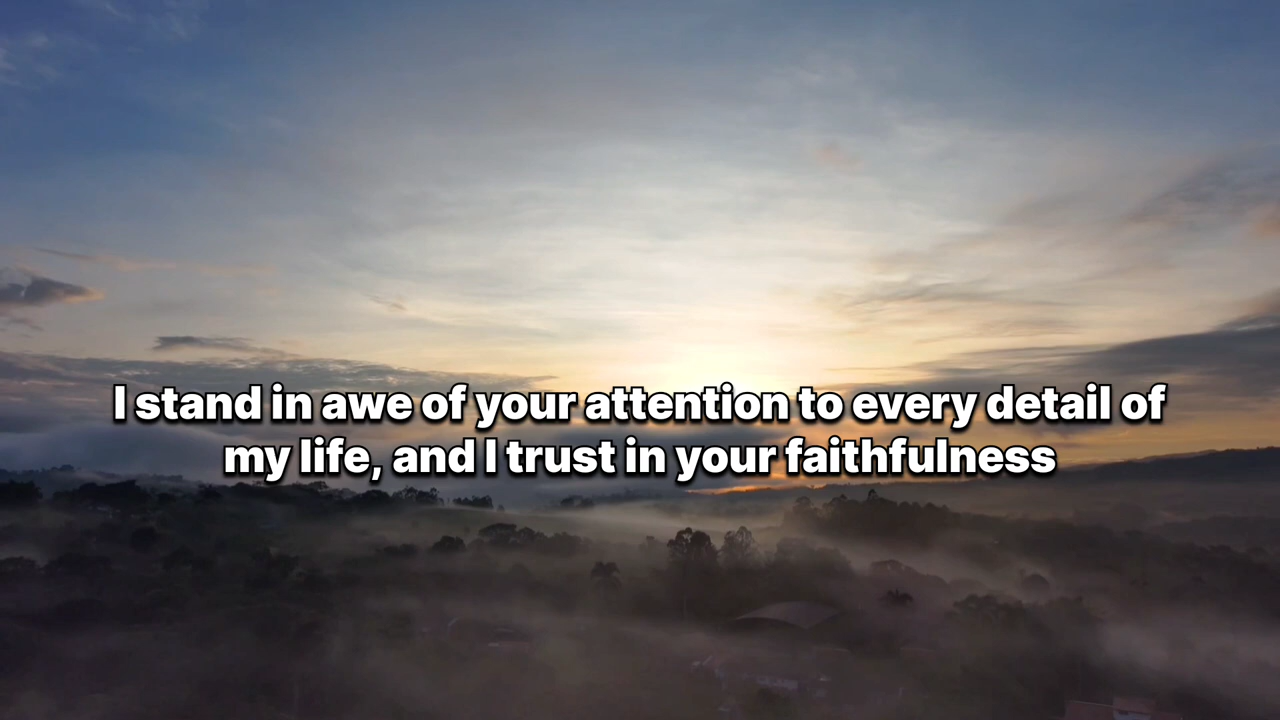 I stand in awe of your attention to every detail of
my life, and I trust in your faithfulness